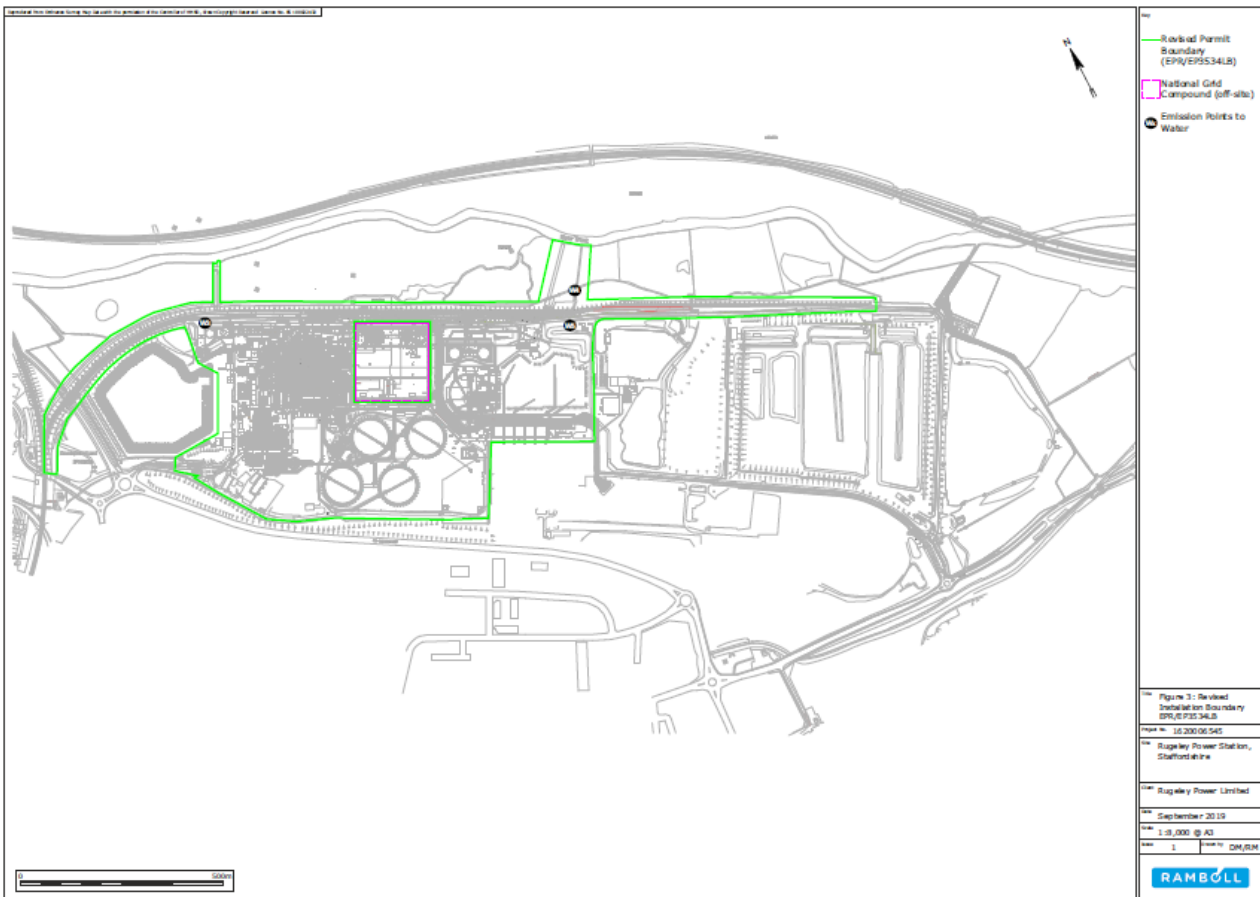 Key
Revised Permit
Boundary
(EPR/EP3534LB)
National Grid
Compound (off-site)
Emission Points to
Water
N
0
500m
Title
Figure 3: Revised
Installation Boundary
EPR/EP3534LB
Project No.
1620006545
Site
Rugeley Power Station,
Staffordshire
Client
Rugeley Power Limited
Date
September 2019
Scale
1:8,000 @ A3
Issue
1
Drawn by
DM/RM
RAMBOLL